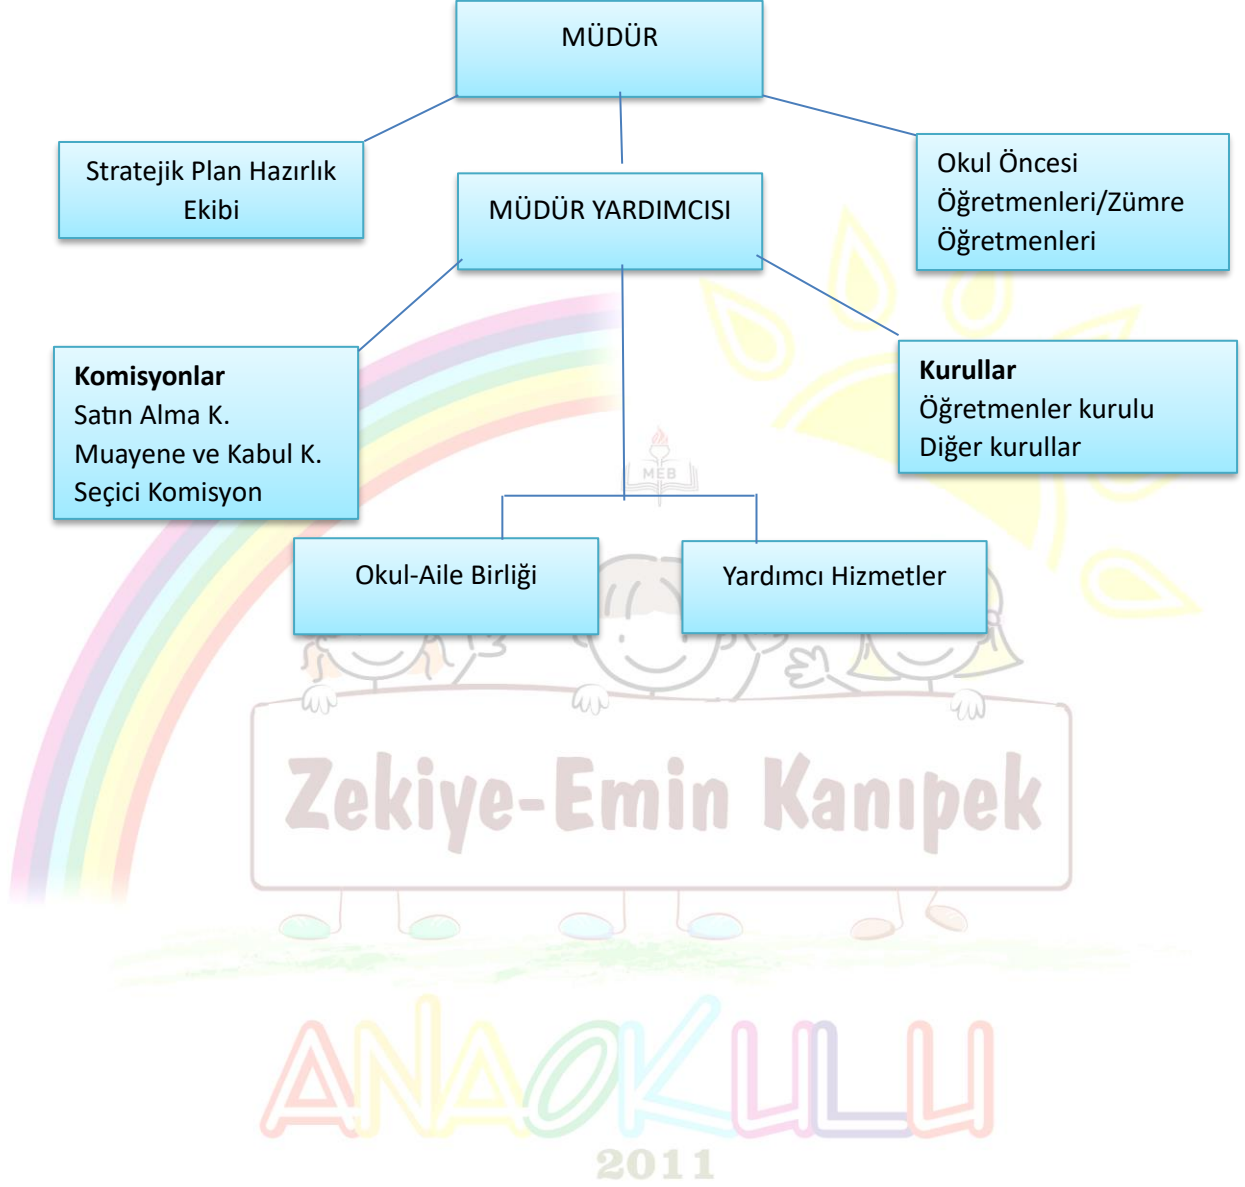 MÜDÜR
Stratejik Plan Hazırlık
Ekibi
MÜDÜR YARDIMCISI
Okul Öncesi
Öğretmenleri/Zümre
Öğretmenleri
Komisyonlar
Satın Alma K.
Muayene ve Kabul K.
Seçici Komisyon
Kurullar
Öğretmenler kurulu
Diğer kurullar
MEB
Okul-Aile Birliği
Yardımcı Hizmetler
Zekiye-Emin Kanıpek
ANAOKULU
2011